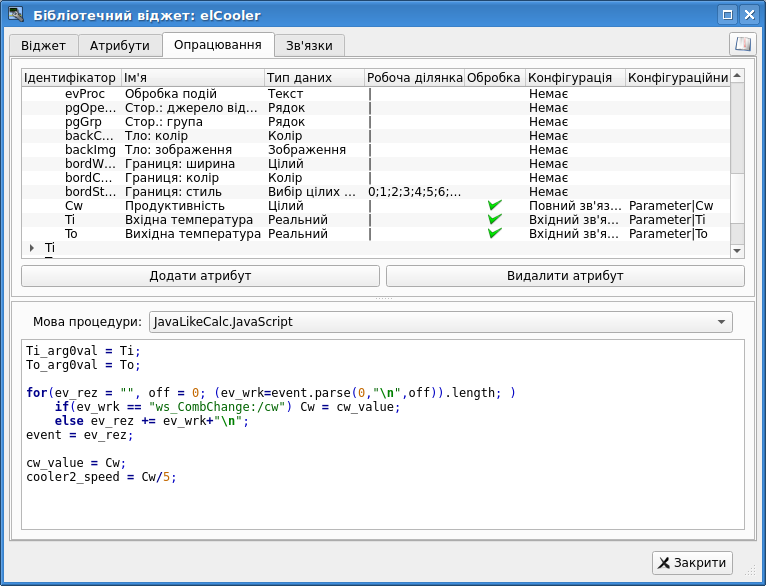 Бібліотечний віджет: elCooler
Віджет Атрибути Опрацювання Зв'язки
Ідентифікатор Ім'я Тип даних Робоча ділянка Обробка Конфігурація Конфігураційни
evProc Обробка подій Текст | Немає
pgOpe... Стор.: джерело від... Рядок | Немає
pgGrp Стор.: група Рядок | Немає
backC... Тло: колір Колір | Немає
backImg Тло: зображення Зображення | Немає
bordW... Границя: ширина Цілий | Немає
bordC... Границя: колір Колір | Немає
bordSt... Границя: стиль Вибір цілих ... 0;1;2;3;4;5;6;... Немає
Cw Продуктивність Цілий | Повний зв'яз... Parameter|Cw
Ti Вхідна температура Реальний | Вхідний зв'я... Parameter|Ti
To Вихідна температура Реальний | Вхідний зв'я... Parameter|To
Ti
Додати атрибут Видалити атрибут
Мова процедури: JavaLikeCalc.JavaScript
Ti_arg0val = Ti;
To_arg0val = To;
for(ev_rez = "", off = 0; (ev_wrk=event.parse(0,"\n",off)).length; )
if(ev_wrk == "ws_CombChange:/cw") Cw = cw_value;
else ev_rez += ev_wrk+"\n";
event = ev_rez;
cw_value = Cw;
cooler2_speed = Cw/5;
Закрити